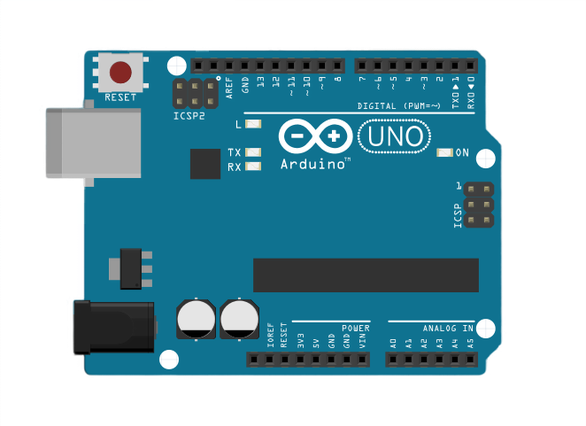 RESET
ICSP2
AREF
GND
13
12
~11
~10
~9
8
7
~6
~5
4
~3
2
TX0▶1
RX0◀0
DIGITAL (PWM=~)
L
TX
RX
UNO
Arduino™
ON
1
ICSP
POWER
ANALOG IN
IOREF
RESET
3V3
5V
GND
GND
VIN
A0
A1
A2
A3
A4
A5